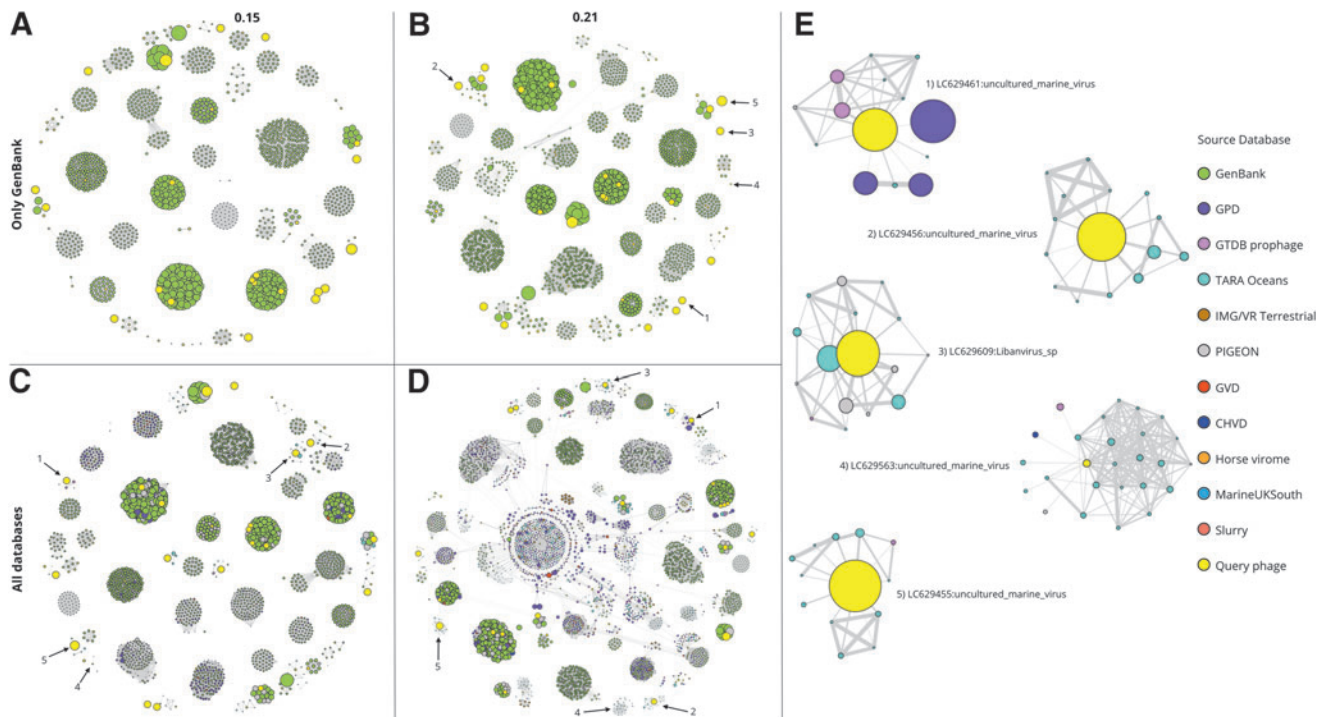 A
0.15
B
0.21
E
Only GenBank
2
5
3
4
1
C
D
All databases
1
2
3
5
4
3
1
5
4
2
1) LC629461:uncultured_marine_virus
2) LC629456:uncultured_marine_virus
3) LC629609:Libanvirus_sp
4) LC629563:uncultured_marine_virus
5) LC629455:uncultured_marine_virus
Source Database
GenBank
GPD
GTDB prophage
TARA Oceans
IMG/VR Terrestrial
PIGEON
GVD
CHVD
Horse virome
MarineUKSouth
Slurry
Query phage